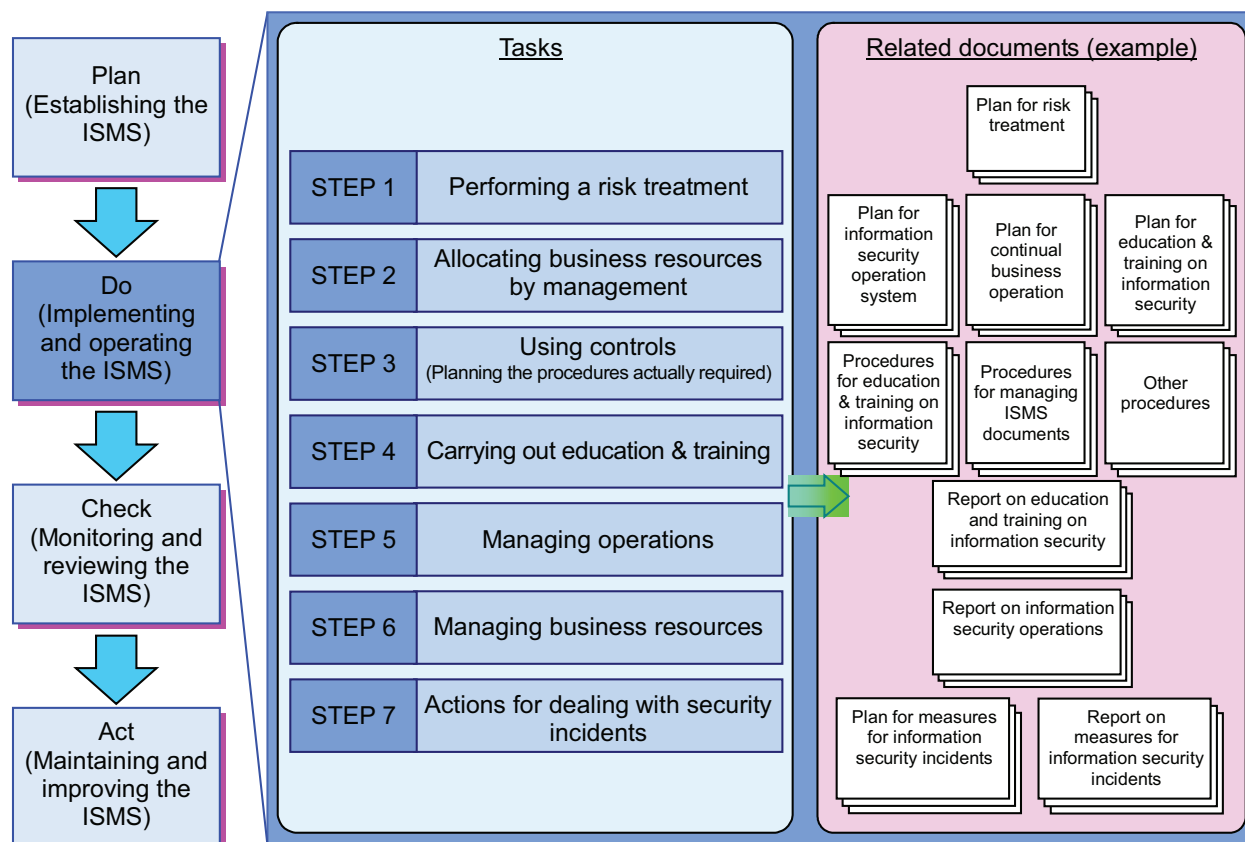 Plan
(Establishing the
ISMS)
Do
(Implementing
and operating
the ISMS)
Check
(Monitoring and
reviewing the
ISMS)
Act
(Maintaining and
improving the
ISMS)
Tasks
STEP 1
Performing a risk treatment
STEP 2
Allocating business resources
by management
STEP 3
Using controls
(Planning the procedures actually required)
STEP 4
Carrying out education & training
STEP 5
Managing operations
STEP 6
Managing business resources
STEP 7
Actions for dealing with security
incidents
Related documents (example)
Plan for risk
treatment
Plan for
information
security
operation
system
Plan for
continual
business
operation
Plan for
education &
training on
information
security
Procedures
for education
& training on
information
security
Procedures
for managing
ISMS
documents
Other
procedures
Report on education
and training on
information security
Report on information
security operations
Plan for measures
for information
security incidents
Report on
measures for
information security
incidents